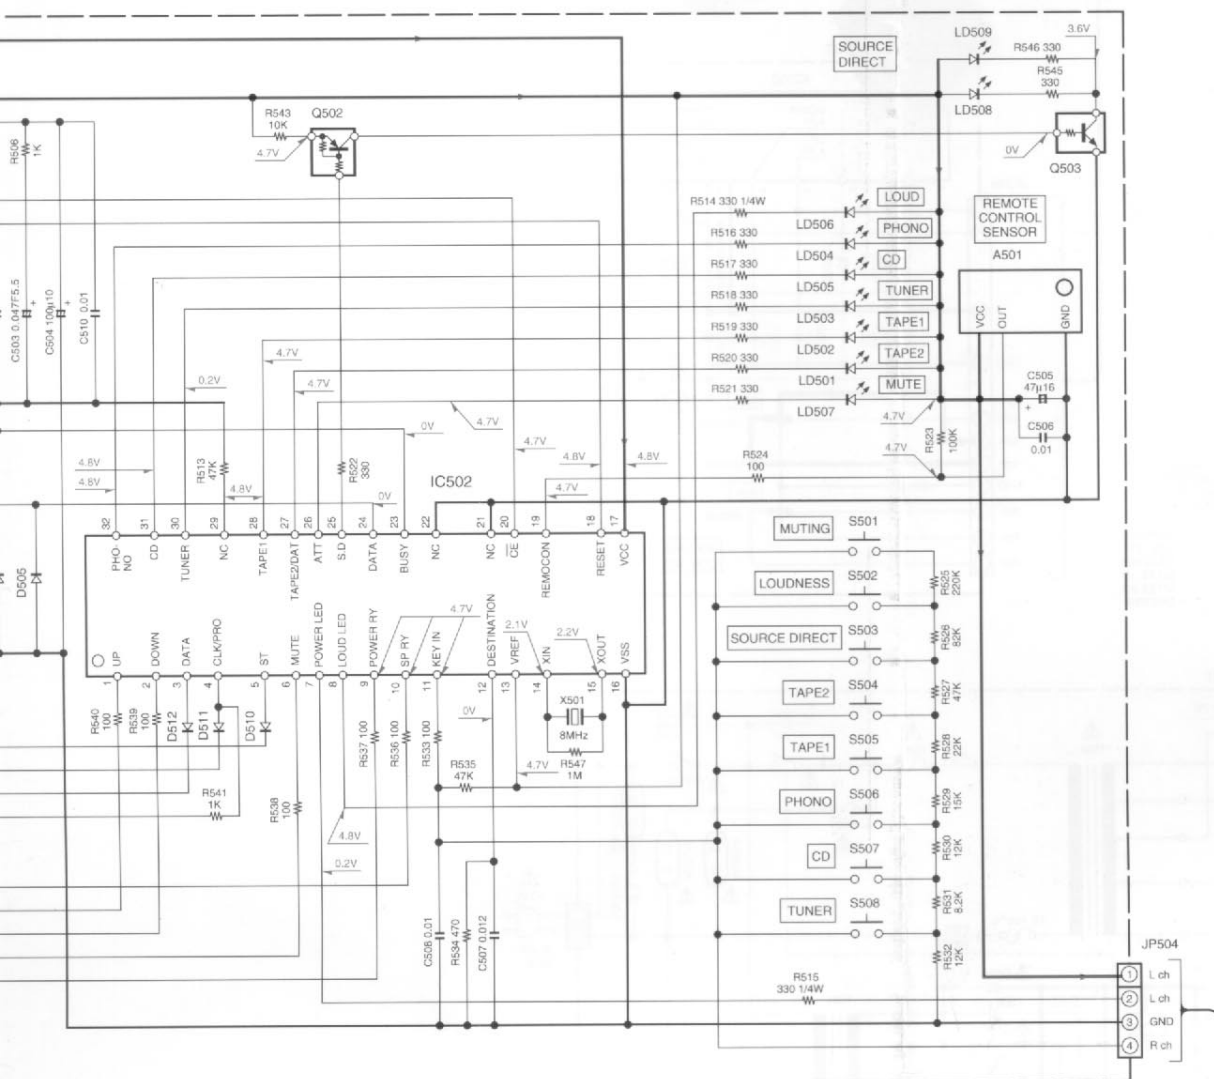 LD509
SOURCE
DIRECT
R546 330
3.6V
R545
330
LD508
R543
10K
Q502
4.7V
0V
Q503
R506
1K
R514 330 1/4W
LOUD
LD506
R516 330
PHONO
LD504
R517 330
CD
LD505
R518 330
TUNER
LD503
R519 330
TAPE1
LD502
R520 330
TAPE2
LD501
R521 330
MUTE
LD507
REMOTE
CONTROL
SENSOR
A501
VCC
OUT
GND
C505
47µ16
+
C506
0.01
C503 0.047F5.5
+
C504 100µ10
+
C510 0.01
4.7V
0.2V
4.7V
4.7V
0V
4.7V
4.7V
4.7V
R523
100K
4.8V
4.8V
R513
47K
4.8V
R522
330
0V
IC502
4.8V
4.8V
4.7V
R524
100
32 31 30 29 28 27 26 25 24 23 22 21 20 19 18 17
PHO-
NO
CD
TUNER
NC
TAPE1
TAPE2/DAT
ATT
S.D
DATA
BUSY
NC
NC
CE
REMOCON
RESET
VCC
D505
4.7V
2.1V
2.2V
UP
DOWN
DATA
CLK/PRO
ST
MUTE
POWER LED
LOUD LED
POWER RY
SP RY
KEY IN
DESTINATION
VREF
XIN
XOUT
VSS
1 2 3 4 5 6 7 8 9 10 11 12 13 14 15 16
R540
100
R539
100
D512
D511
D510
R541
1K
R538
100
R537 100
R536 100
R533 100
0V
X501
8MHz
R547
1M
R535
47K
4.7V
4.8V
0.2V
C508 0.01
R534 470
C507 0.012
MUTING
S501
R525
220K
LOUDNESS
S502
R526
82K
SOURCE DIRECT
S503
R527
47K
TAPE2
S504
R528
22K
TAPE1
S505
R529
15K
PHONO
S506
R530
12K
CD
S507
R531
8.2K
TUNER
S508
R532
12K
R515
330 1/4W
JP504
1 L ch
2 L ch
3 GND
4 R ch